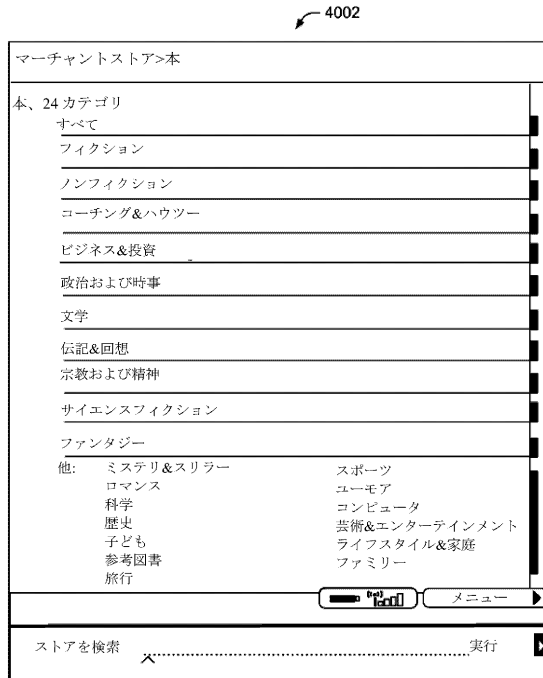 4002
マーチャントストア>本
本、24 カテゴリ
すべて
フィクション
ノンフィクション
コーチング&ハウツー
ビジネス&投資
政治および時事
文学
伝記&回想
宗教および精神
サイエンスフィクション
ファンタジー
他: ミステリ&スリラー スポーツ
ロマンス ユーモア
科学 コンピュータ
歴史 芸術&エンターテインメント
子ども ライフスタイル&家庭
参考図書 ファミリー
旅行
メニュー
ストアを検索 実行